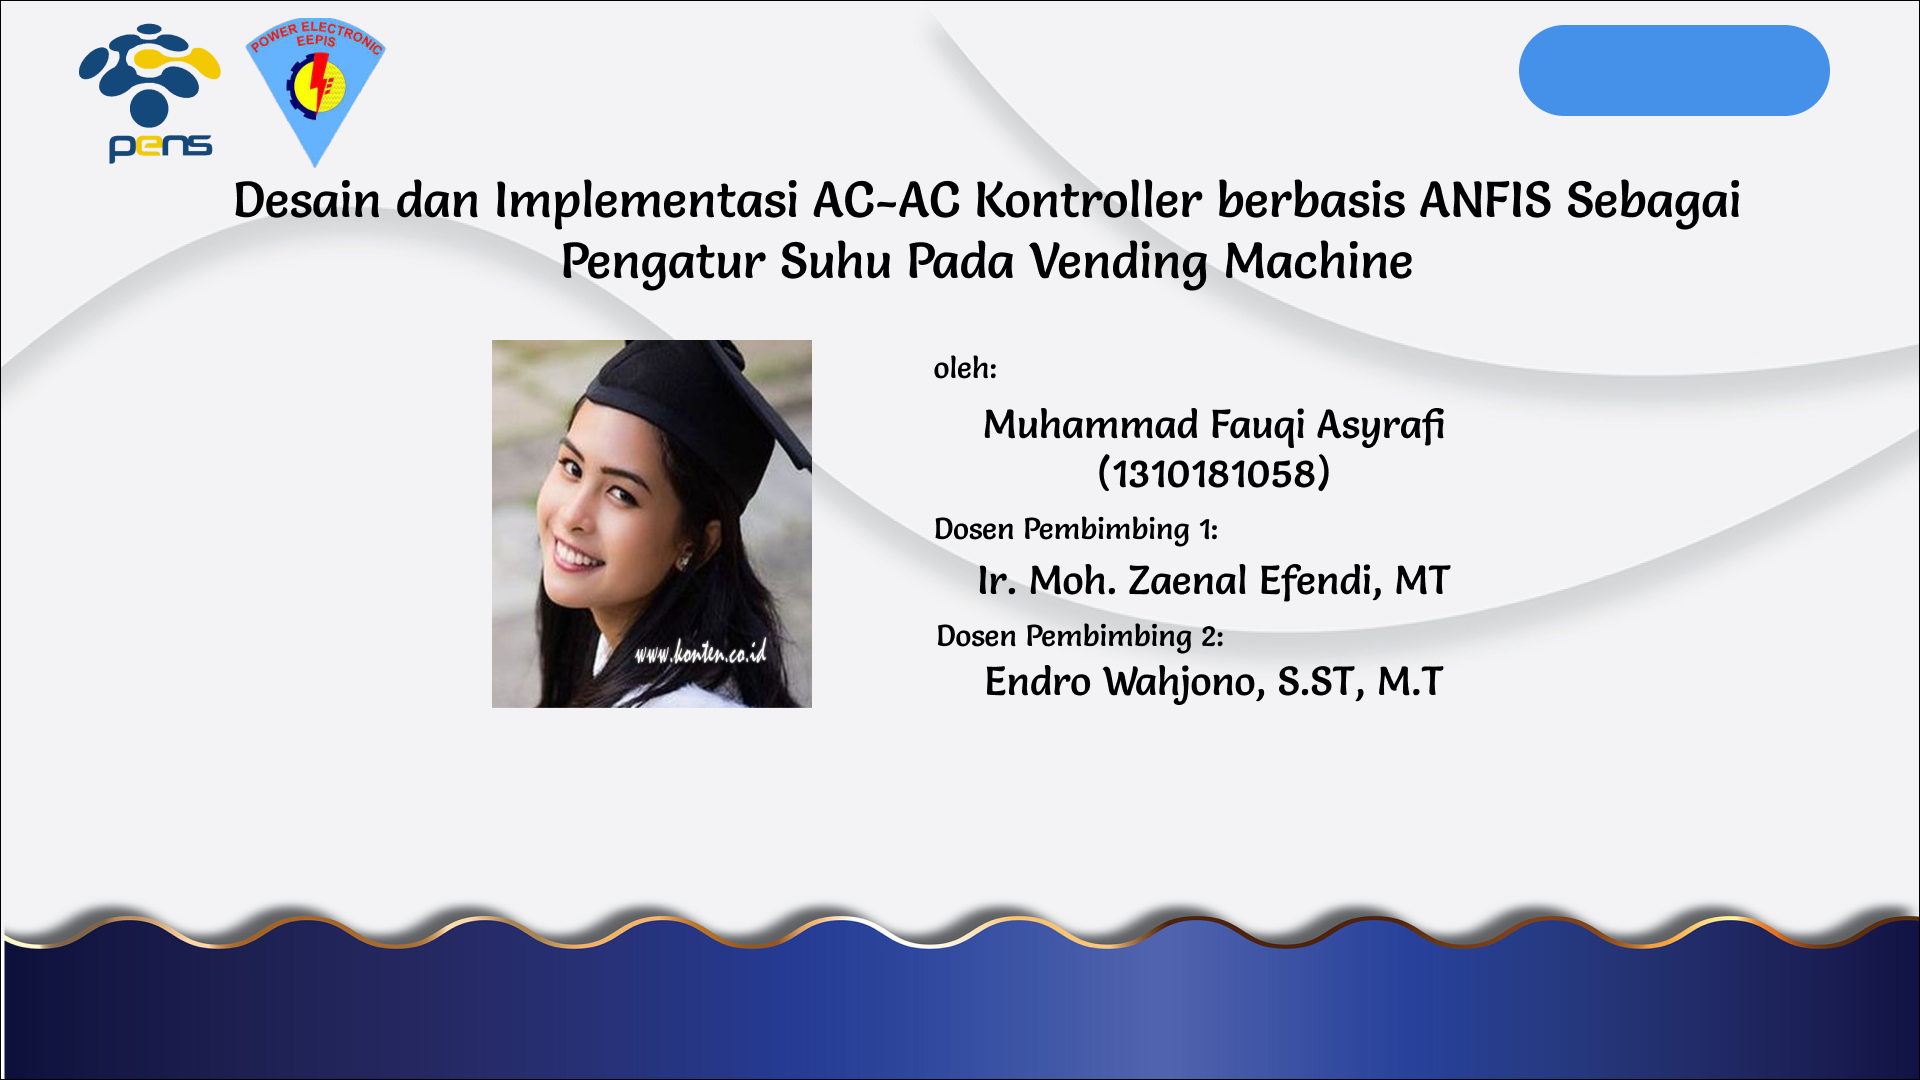 POWER ELECTRONIC
EEPIS
pens
Desain dan Implementasi AC-AC Kontroller berbasis ANFIS Sebagai
Pengatur Suhu Pada Vending Machine
oleh:
Muhammad Fauqi Asyrafi
(1310181058)
Dosen Pembimbing 1:
Ir. Moh. Zaenal Efendi, MT
Dosen Pembimbing 2:
Endro Wahjono, S.ST, M.T
www.konten.co.id